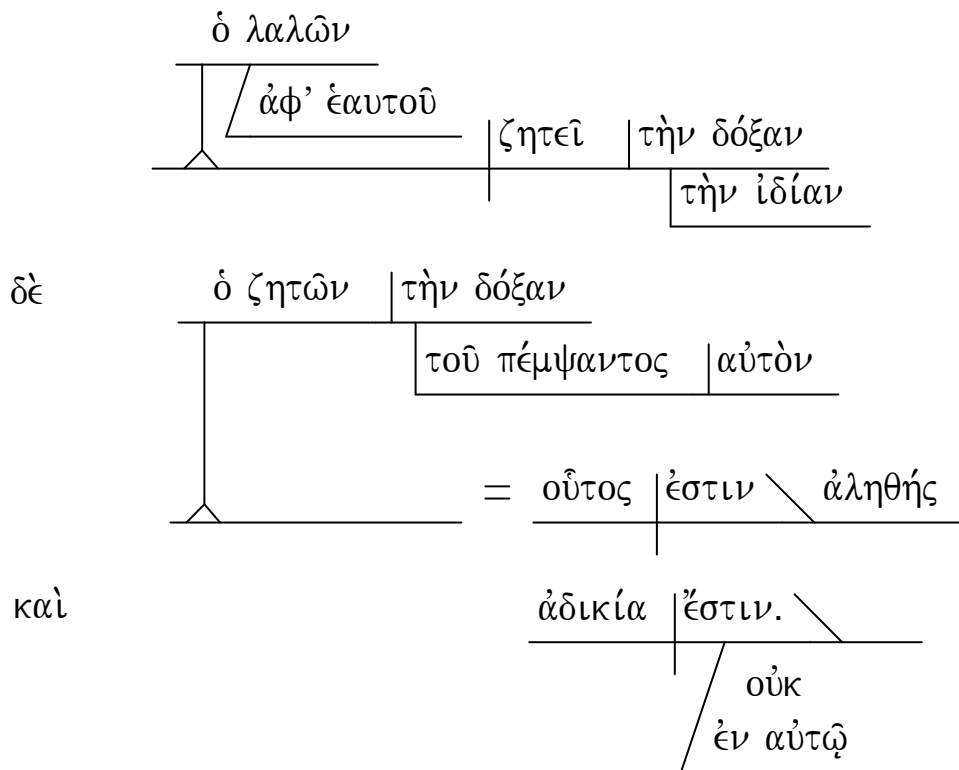 ὁ λαλῶν
ἀφ’ ἑαυτοῦ
ζητεῖ τὴν δόξαν
τὴν ἰδίαν
δὲ ὁ ζητῶν τὴν δόξαν
τοῦ πέμψαντος αὐτὸν
= οὗτος ἐστιν ἀληθής
καὶ ἀδικία ἔστιν.
οὐκ
ἐν αὐτῷ